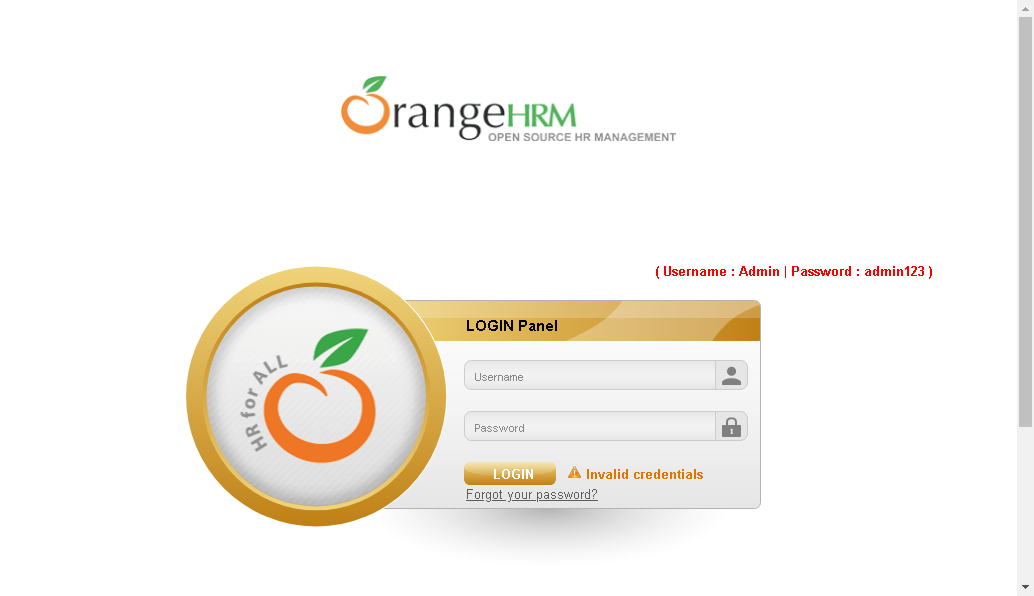 OrangeHRM
OPEN SOURCE HR MANAGEMENT
( Username : Admin | Password : admin123 )
HR for ALL
LOGIN Panel
Username
Password
LOGIN
Invalid credentials
Forgot your password?